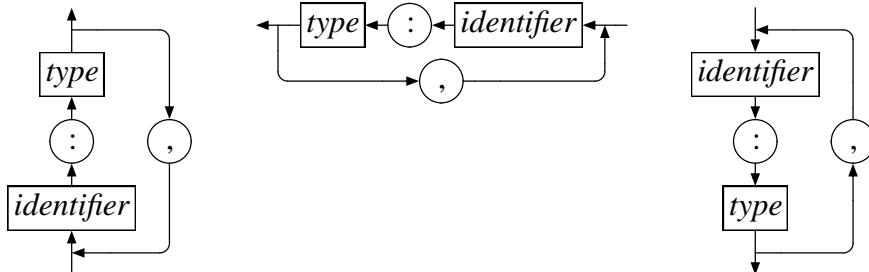 type
:
,
identifier
type : identifier
,
identifier
:
,
type